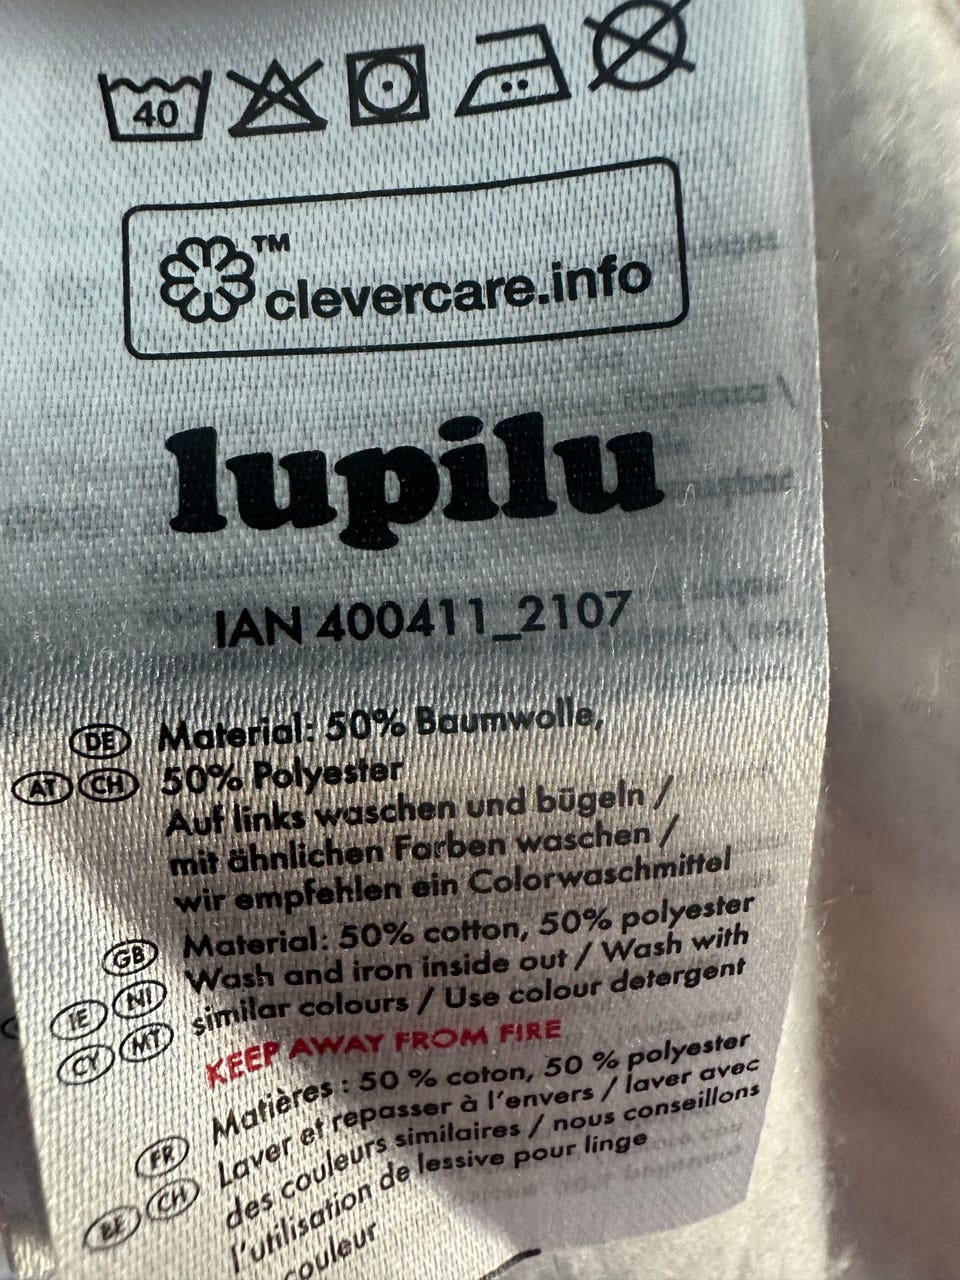 40
™
clevercare.info
lupilu
IAN 400411_2107
DE Material: 50% Baumwolle,
AT CH 50% Polyester
Auf links waschen und bügeln /
mit ähnlichen Farben waschen /
wir empfehlen ein Colorwaschmittel
GB Material: 50% cotton, 50% polyester
IE NI Wash and iron inside out / Wash with
CY MT similar colours / Use colour detergent
KEEP AWAY FROM FIRE
FR Matières : 50 % coton, 50 % polyester
BE CH Laver et repasser à l'envers / laver avec
des couleurs similaires / nous conseillons
l'utilisation de lessive pour linge
couleur